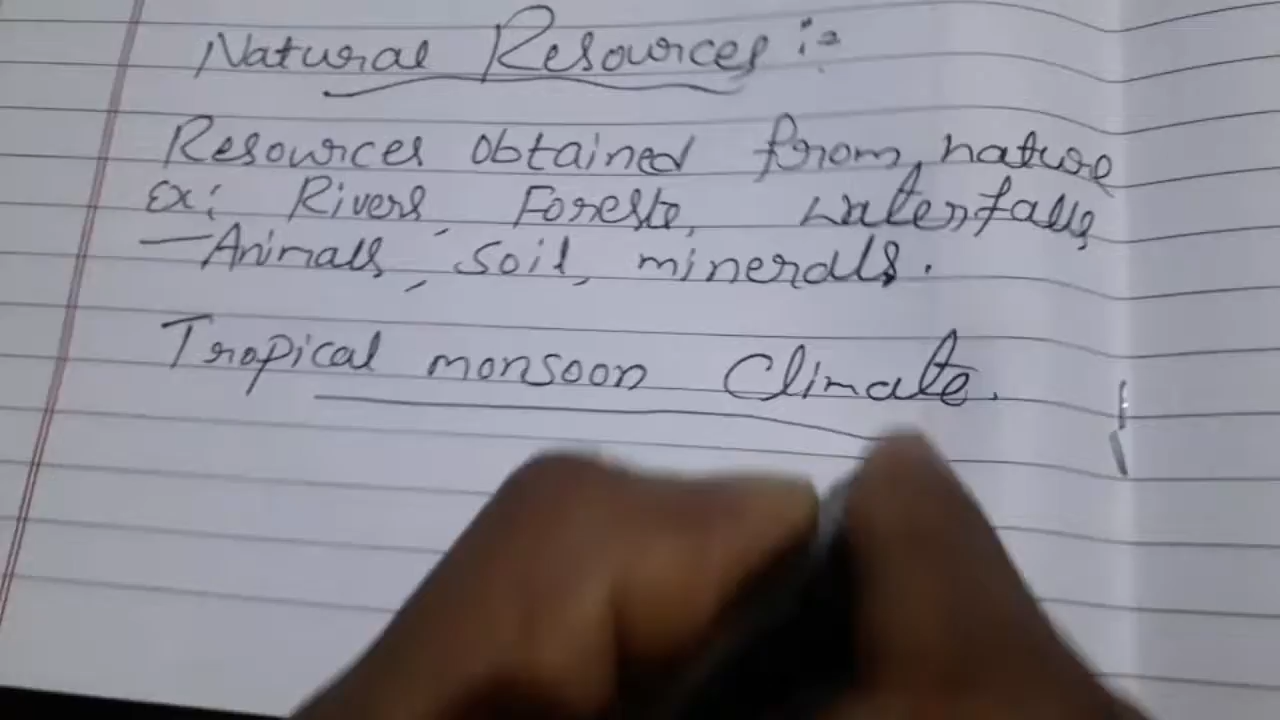 Natural Resources :-
Resources obtained from nature
Ex: Rivers, Forests, waterfalls,
— Animals, soil, minerals.
Tropical monsoon Climate.